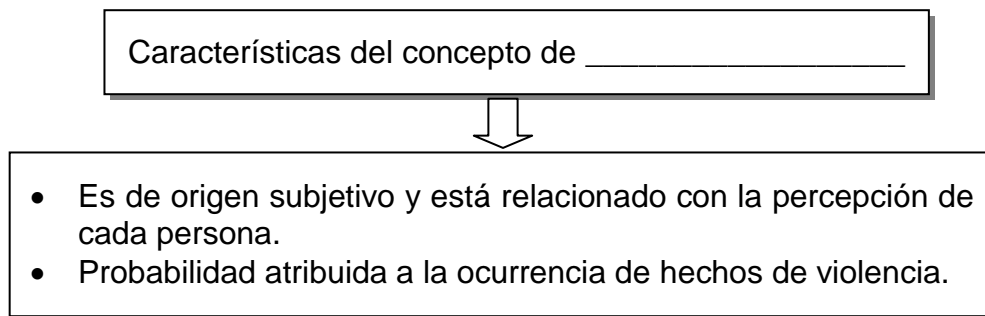 Características del concepto de __________________
• Es de origen subjetivo y está relacionado con la percepción de
cada persona.
• Probabilidad atribuida a la ocurrencia de hechos de violencia.